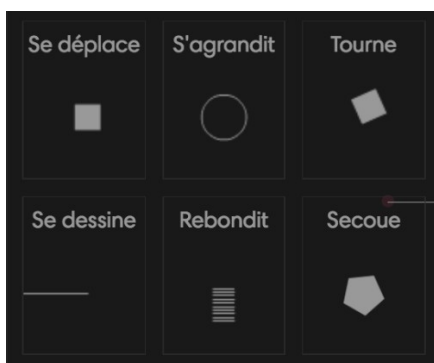 Se déplace
S'agrandit
Tourne
Se dessine
Rebondit
Secoue